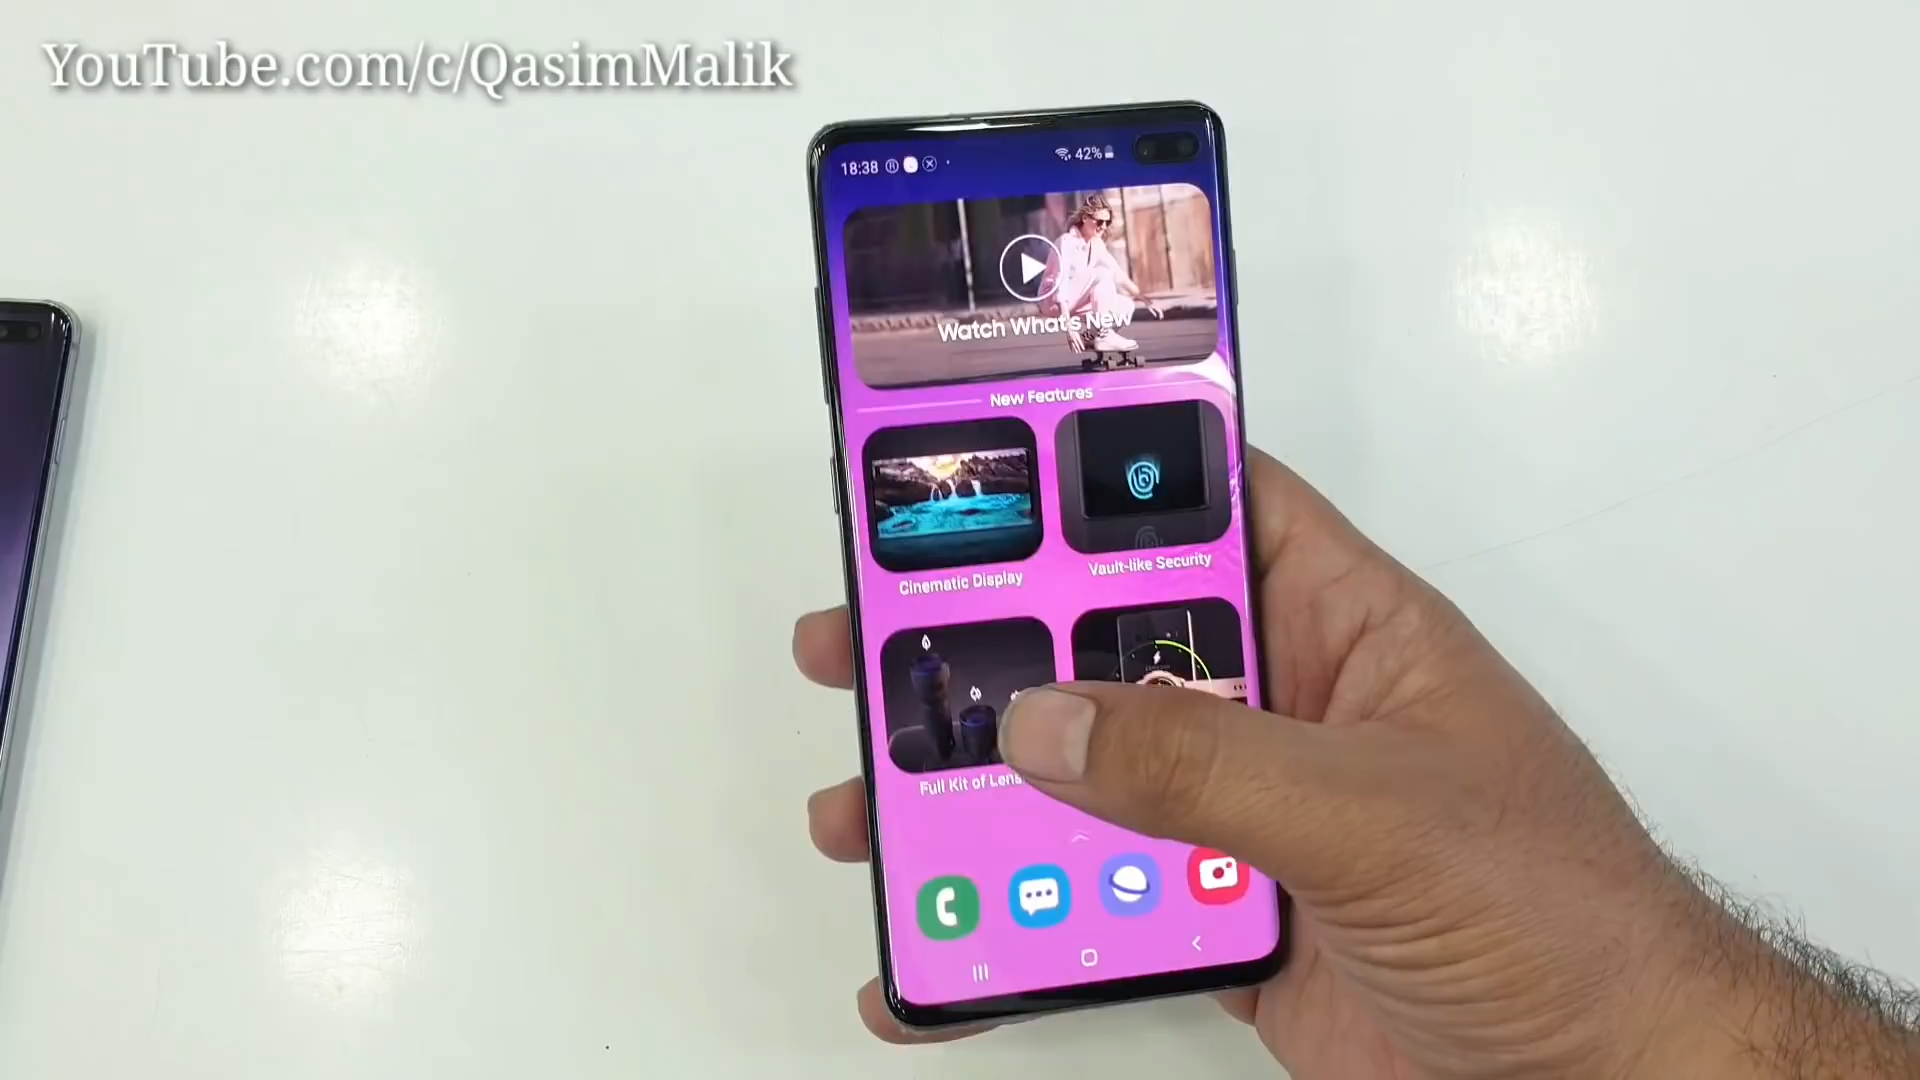 YouTube.com/c/QasimMalik
18:38
42%
Watch What's New
New Features
Cinematic Display
Vault-like Security
Full Kit of Lens